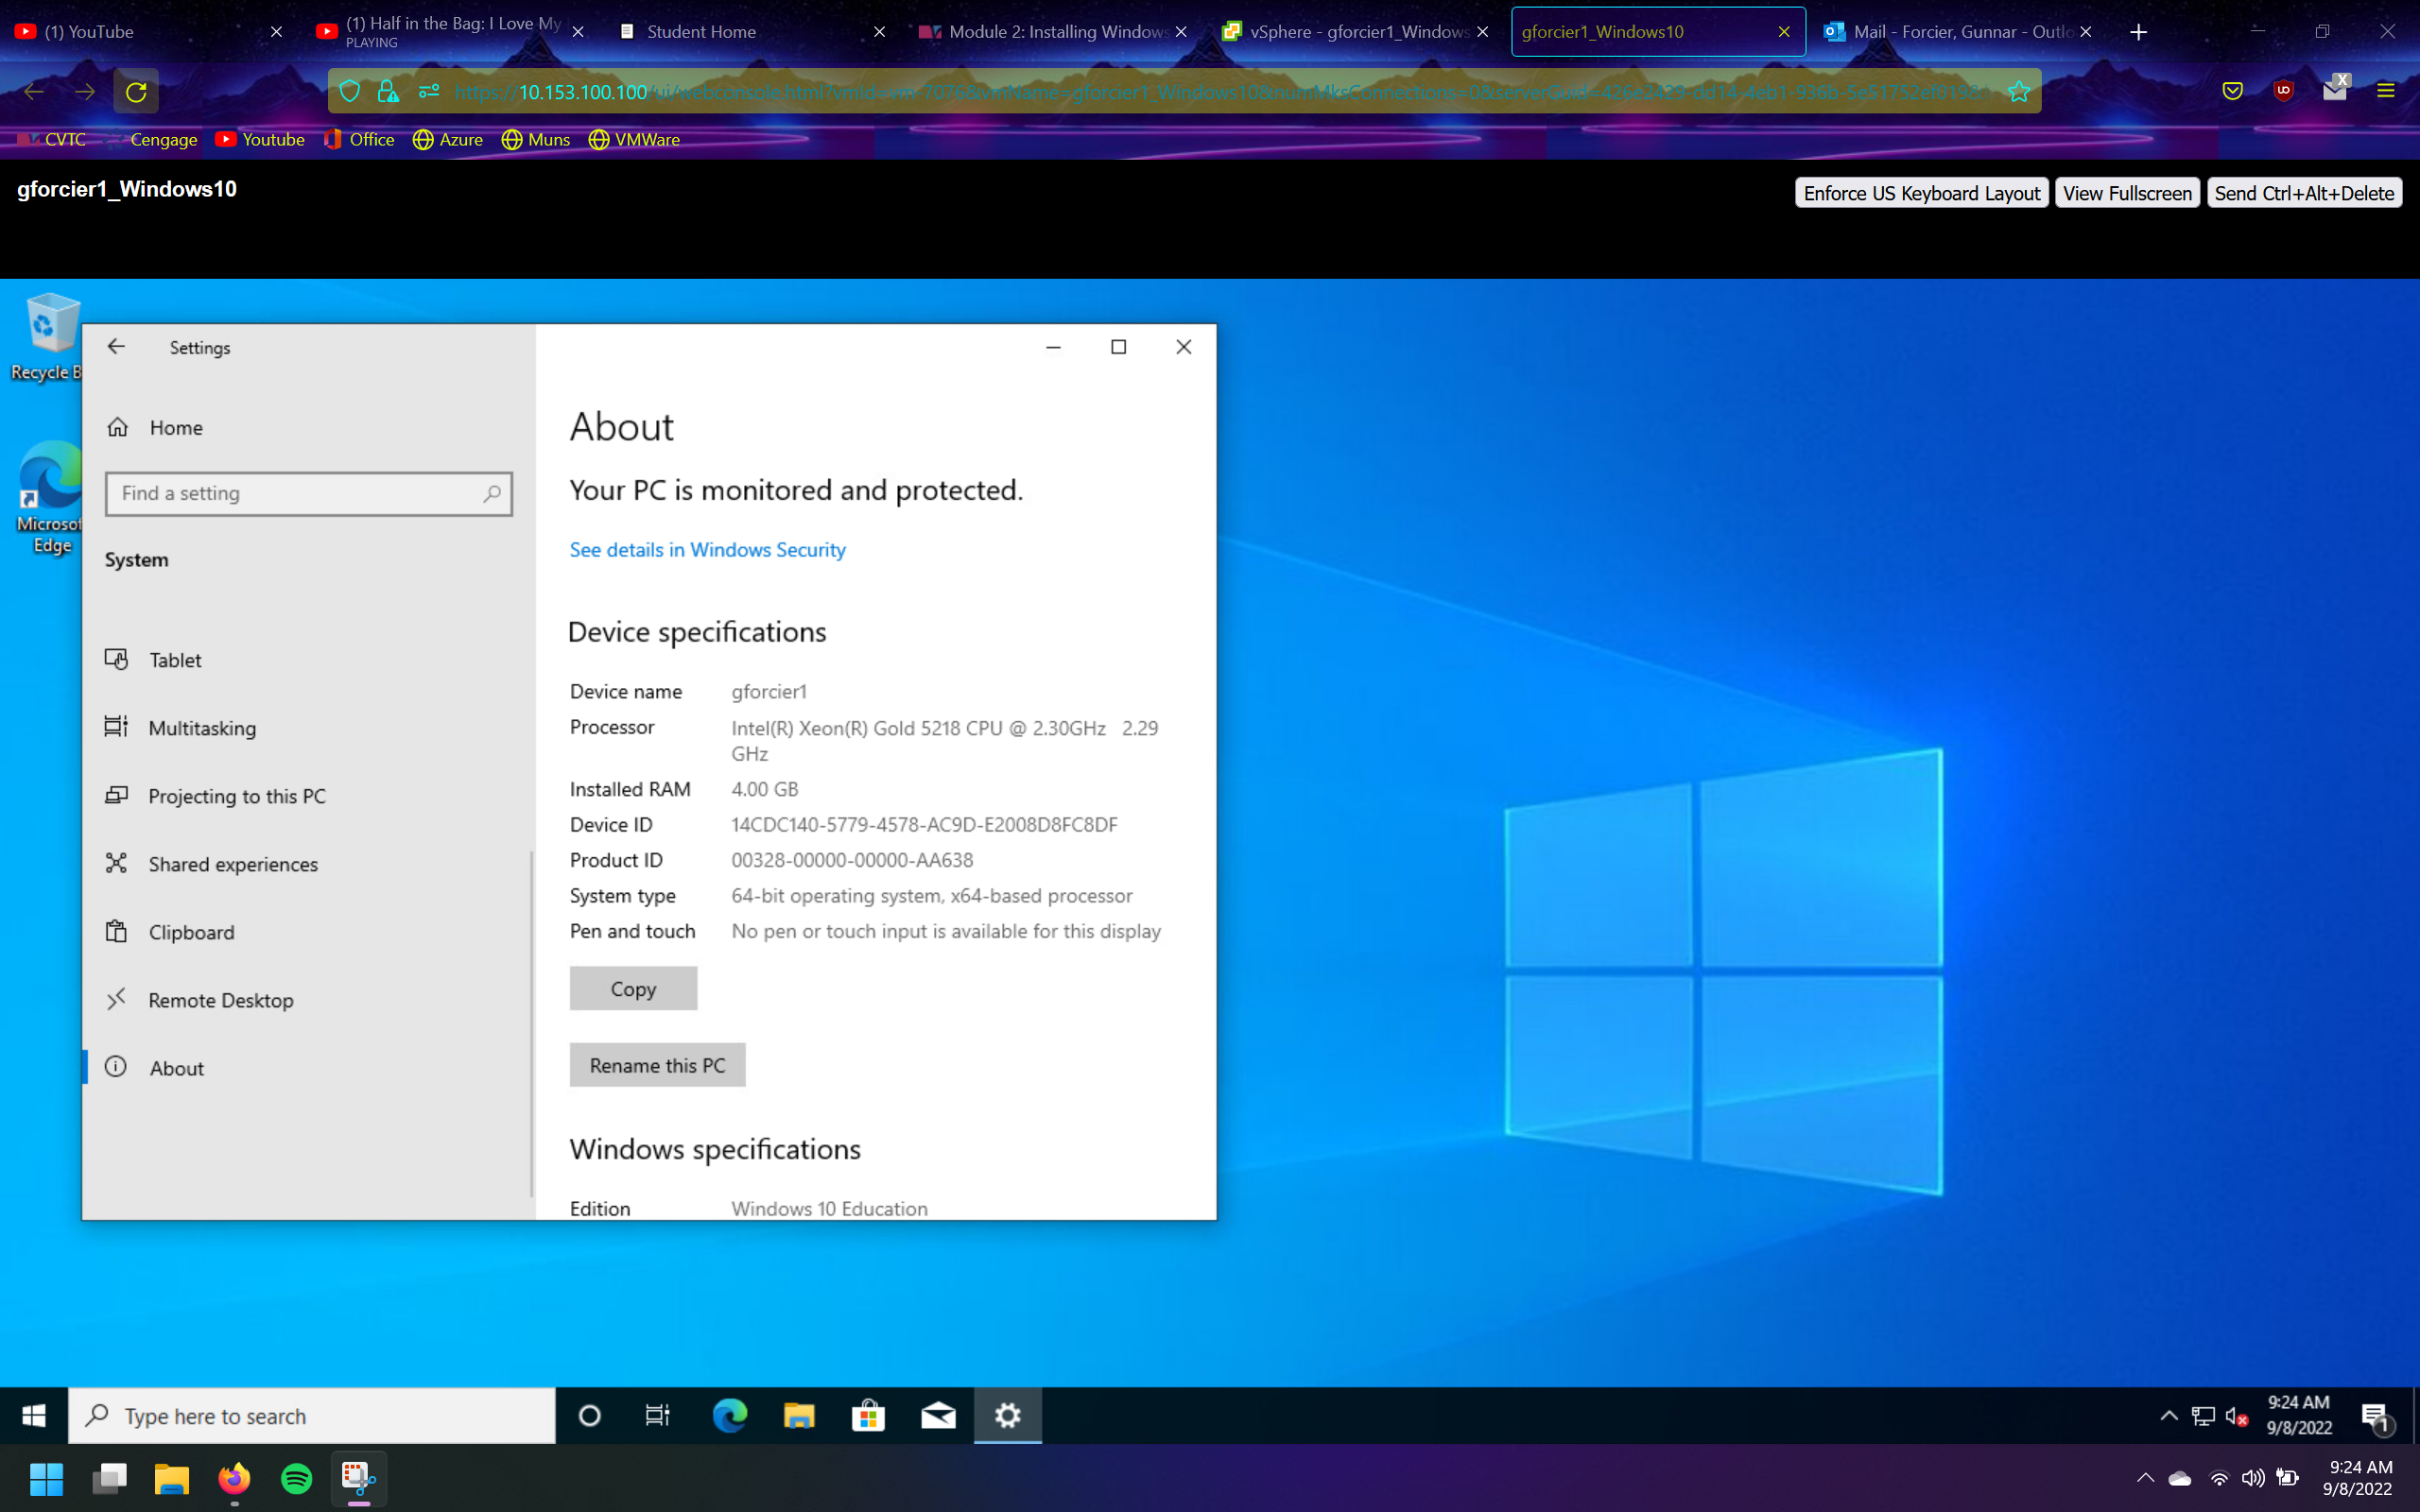 (1) YouTube
(1) Half in the Bag: I Love My
PLAYING
Student Home
Module 2: Installing Windows
vSphere - gforcier1_Windows
gforcier1_Windows10
Mail - Forcier, Gunnar - Outlo
https://10.153.100.100/ui/webconsole.html?vmId=vm-70768&vmName=gforcier1_Windows10&numMksConnections=0&serverGuid=426e2429-dd14-4eb1-936b-5e51752ef019
CVTC
Cengage
Youtube
Office
Azure
Muns
VMWare
gforcier1_Windows10
Enforce US Keyboard Layout
View Fullscreen
Send Ctrl+Alt+Delete
Recycle B
Microsof
Edge
Settings
Home
Find a setting
System
Tablet
Multitasking
Projecting to this PC
Shared experiences
Clipboard
Remote Desktop
About
About
Your PC is monitored and protected.
See details in Windows Security
Device specifications
Device name gforcier1
Processor Intel(R) Xeon(R) Gold 5218 CPU @ 2.30GHz 2.29
GHz
Installed RAM 4.00 GB
Device ID 14CDC140-5779-4578-AC9D-E2008D8FC8DF
Product ID 00328-00000-00000-AA638
System type 64-bit operating system, x64-based processor
Pen and touch No pen or touch input is available for this display
Copy
Rename this PC
Windows specifications
Edition Windows 10 Education
Type here to search
9:24 AM
9/8/2022
1
9:24 AM
9/8/2022